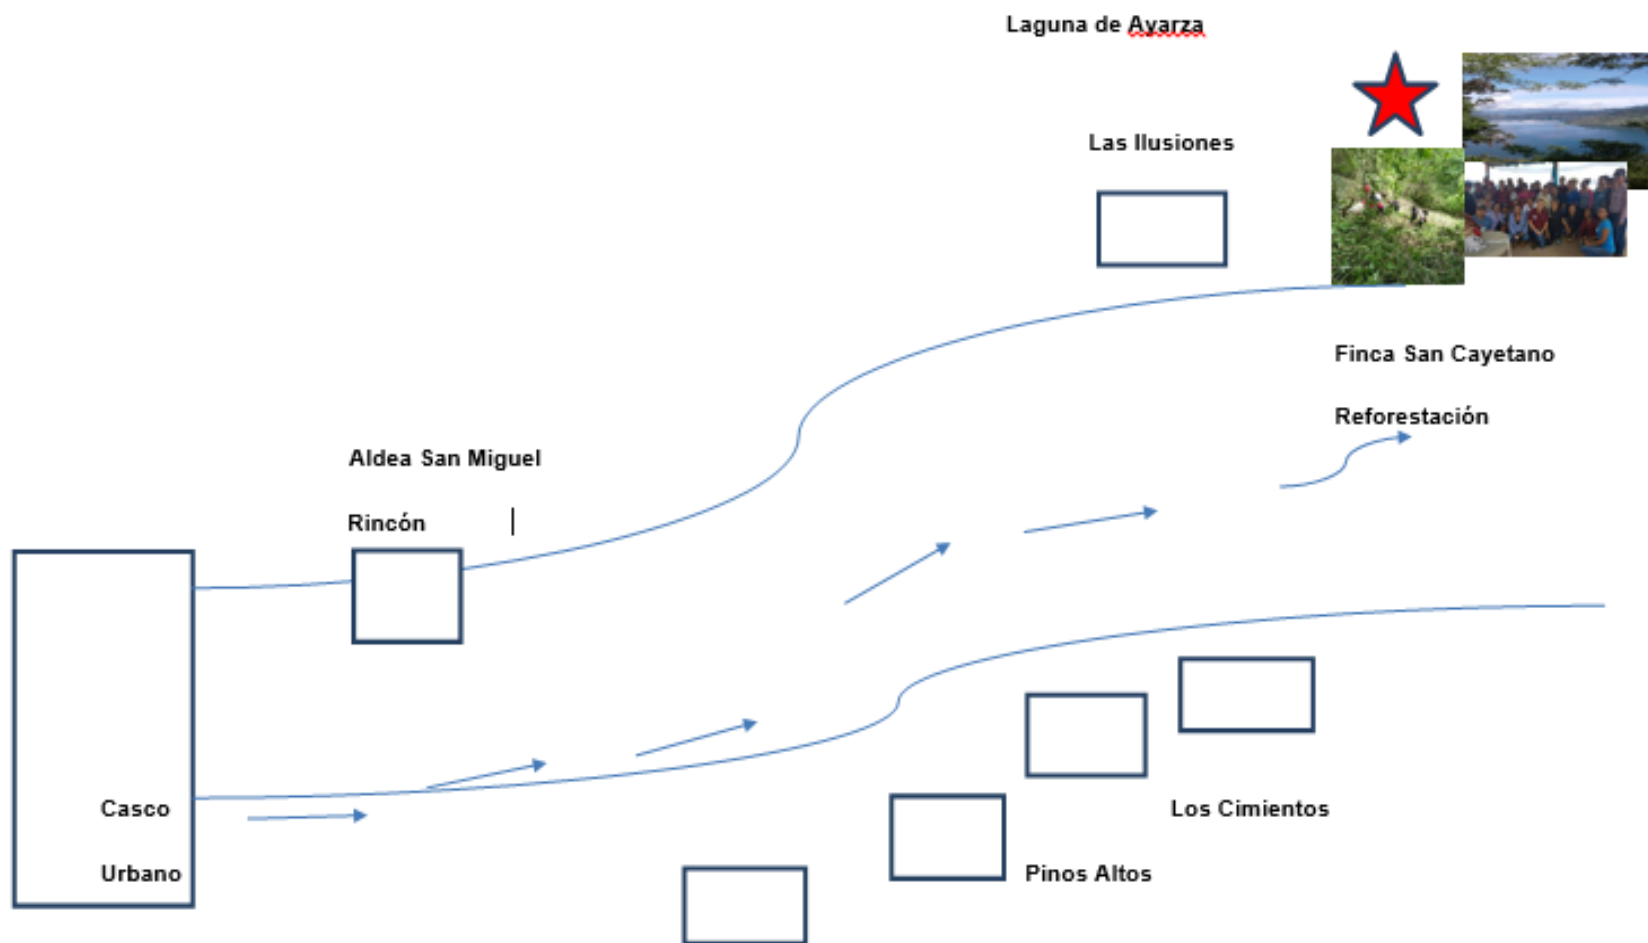 Laguna de Ayarza
Las Ilusiones
Finca San Cayetano
Reforestación
Aldea San Miguel
Rincón
Casco
Urbano
Los Cimientos
Pinos Altos